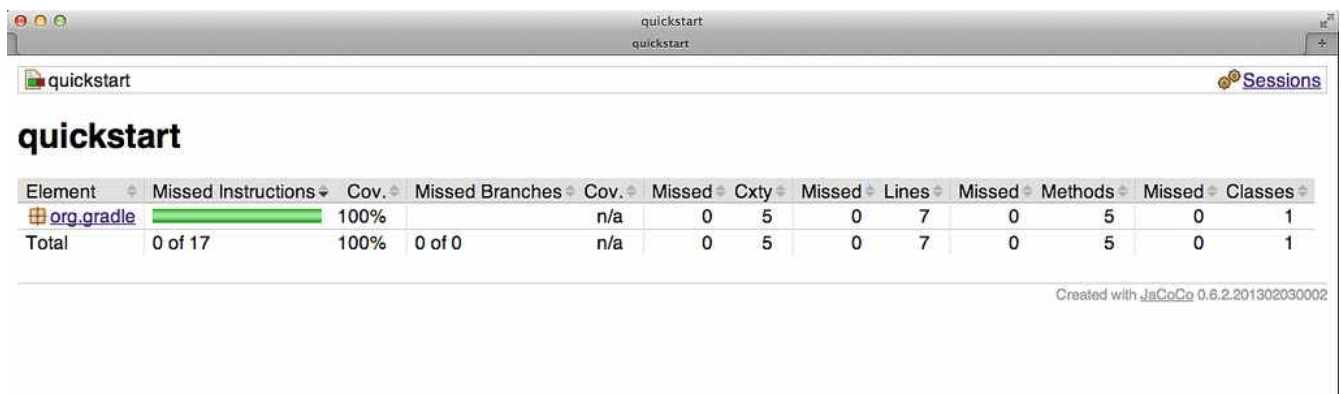 quickstart
quickstart
quickstart Sessions
quickstart
Element Missed Instructions Cov. Missed Branches Cov. Missed Cxty Missed Lines Missed Methods Missed Classes
org.gradle 100% n/a 0 5 0 7 0 5 0 1
Total 0 of 17 100% 0 of 0 n/a 0 5 0 7 0 5 0 1
Created with JaCoCo 0.6.2.201302030002